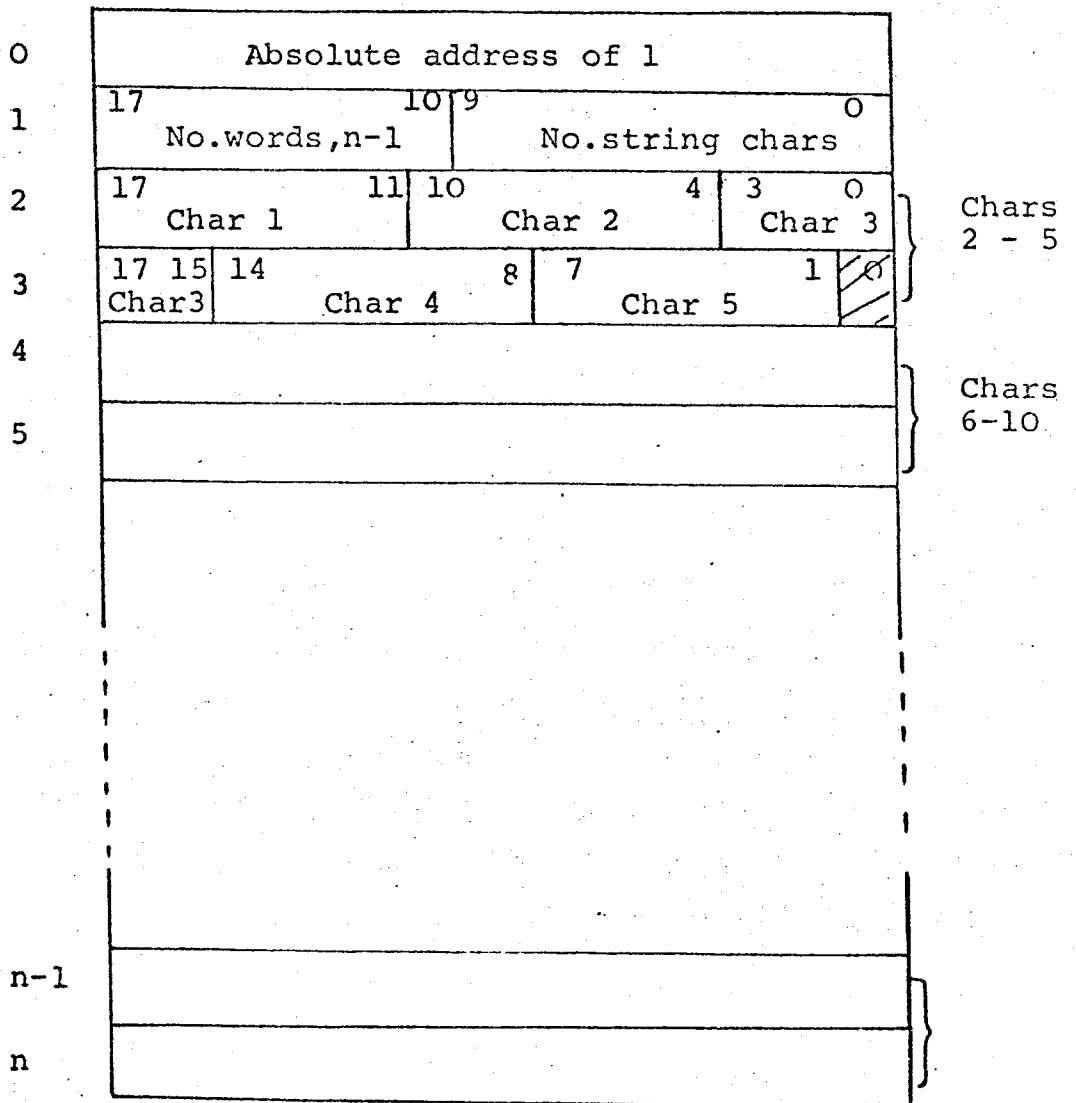 0 Absolute address of 1
17 10 9 0
1 No.words,n-1 No.string chars
17 11 10 4 3 0
2 Char 1 Char 2 Char 3
Chars
2 - 5
17 15 14 8 7 1 0
3 Char3 Char 4 Char 5
4
Chars
6-10
5
n-1
n